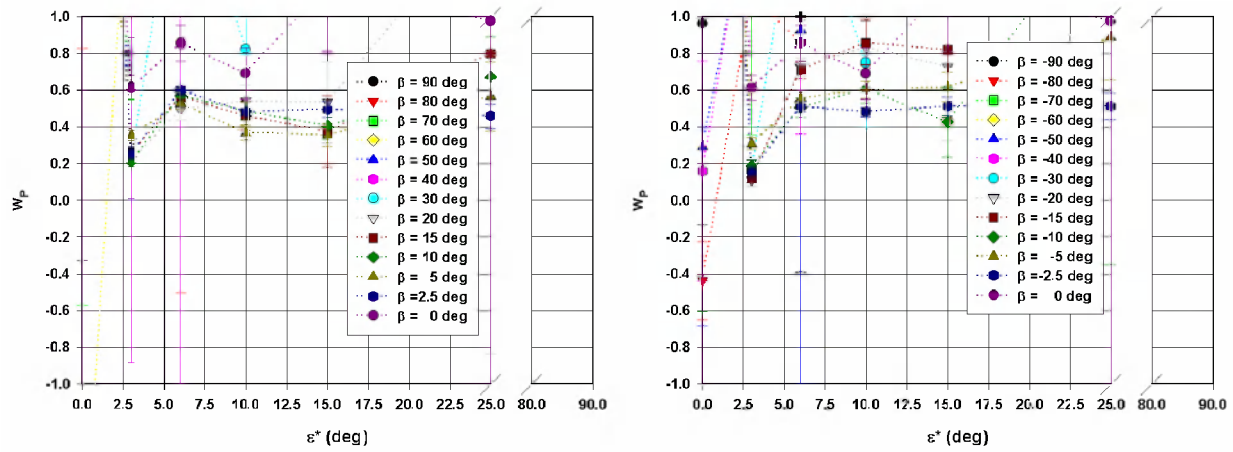 1.0
0.8
0.6
0.4
0.2
0.0
-0.2
-0.4
-0.6
-0.8
-1.0
w_P
0.0 2.5 5.0 7.5 10.0 12.5 15.0 17.5 20.0 22.5 25.0 80.0 90.0
ε* (deg)
β = 90 deg
β = 80 deg
β = 70 deg
β = 60 deg
β = 50 deg
β = 40 deg
β = 30 deg
β = 20 deg
β = 15 deg
β = 10 deg
β = 5 deg
β =2.5 deg
β = 0 deg
1.0
0.8
0.6
0.4
0.2
0.0
-0.2
-0.4
-0.6
-0.8
-1.0
w_P
0.0 2.5 5.0 7.5 10.0 12.5 15.0 17.5 20.0 22.5 25.0 80.0 90.0
ε* (deg)
β = -90 deg
β = -80 deg
β = -70 deg
β = -60 deg
β = -50 deg
β = -40 deg
β = -30 deg
β = -20 deg
β = -15 deg
β = -10 deg
β = -5 deg
β =-2.5 deg
β = 0 deg